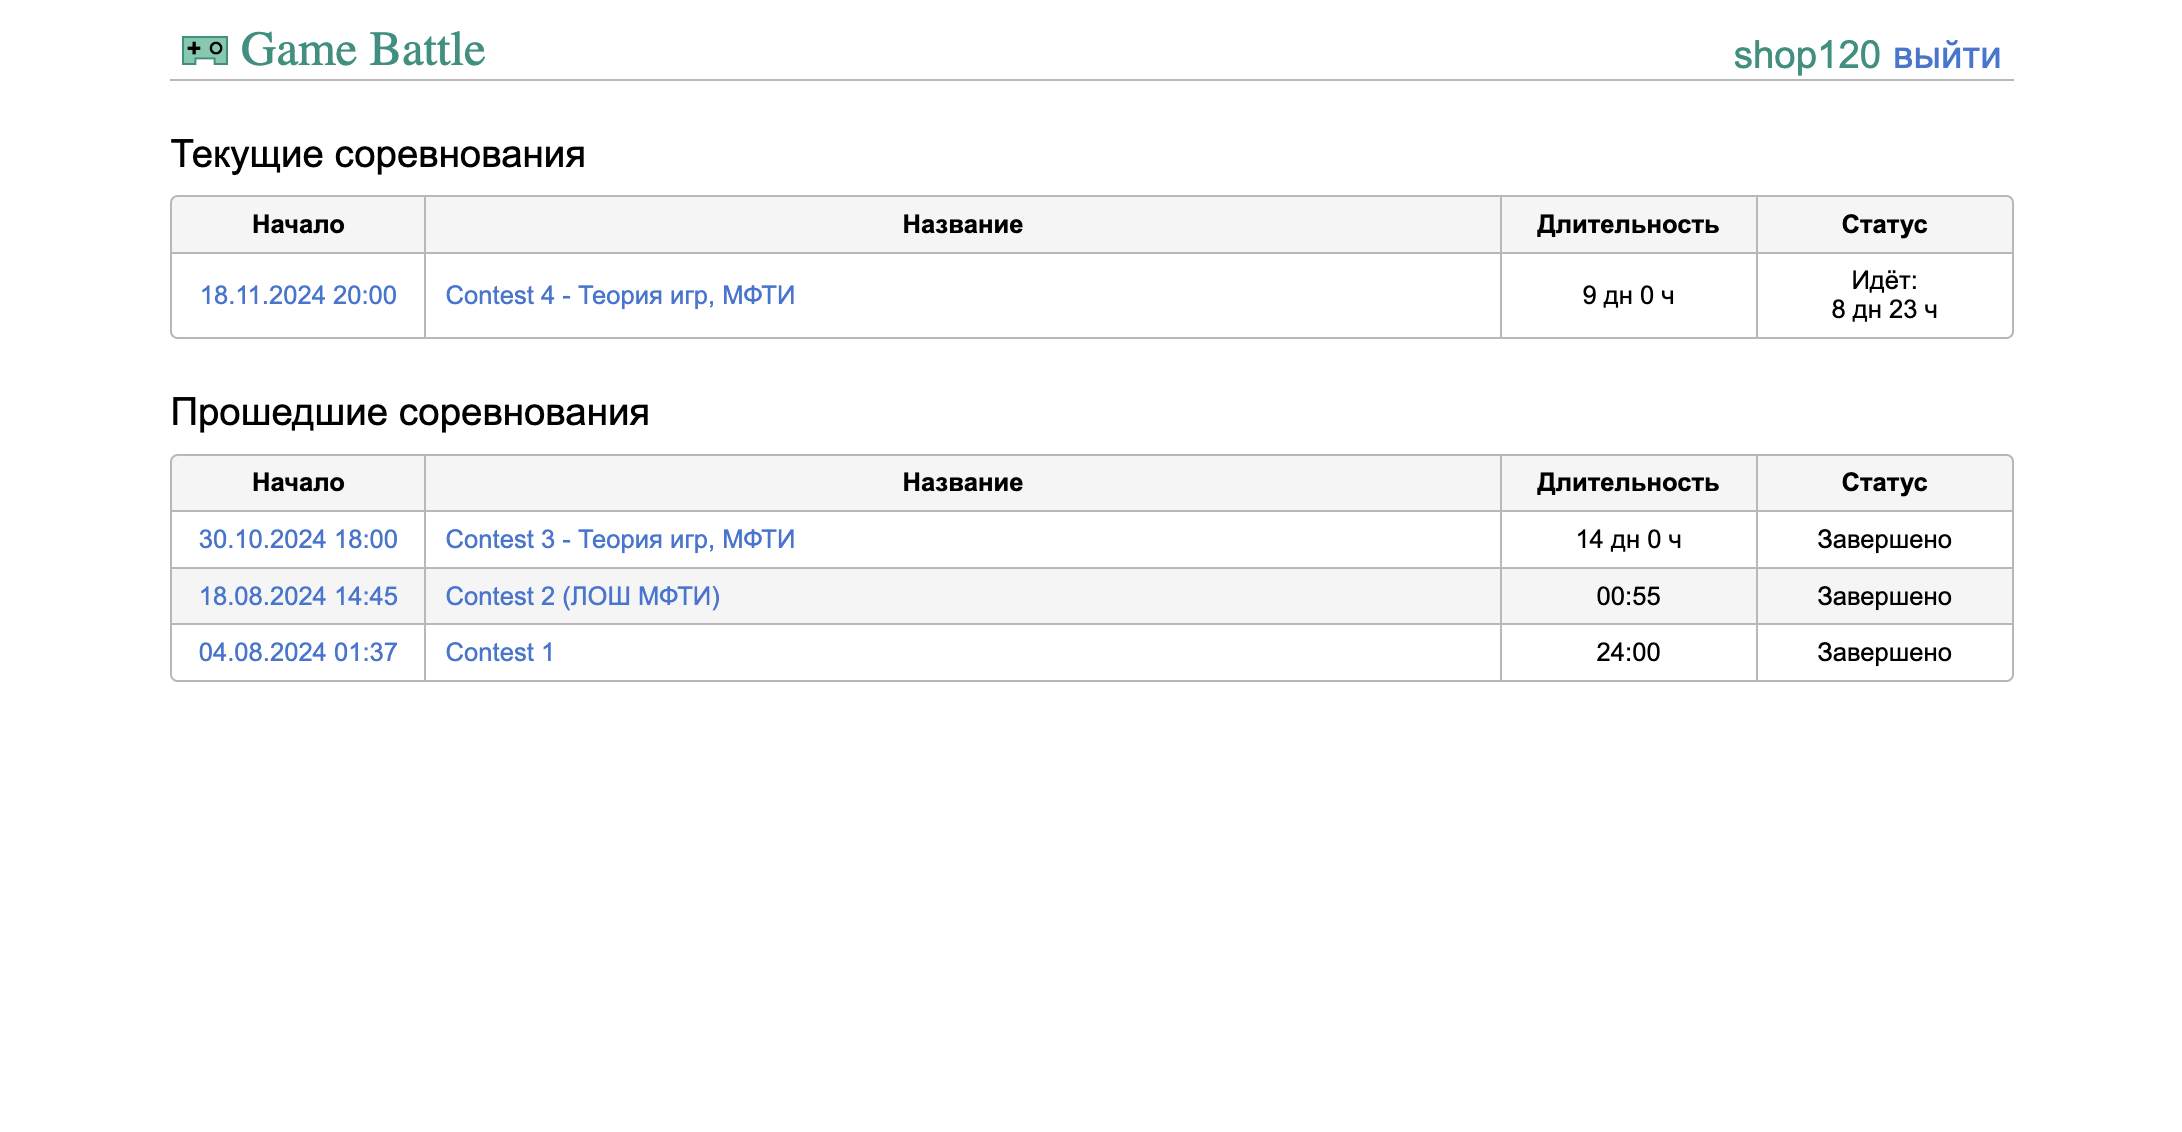 Game Battle
shop120 выйти
Текущие соревнования
Начало Название Длительность Статус
18.11.2024 20:00 Contest 4 - Теория игр, МФТИ 9 дн 0 ч Идёт:
8 дн 23 ч
Прошедшие соревнования
Начало Название Длительность Статус
30.10.2024 18:00 Contest 3 - Теория игр, МФТИ 14 дн 0 ч Завершено
18.08.2024 14:45 Contest 2 (ЛОШ МФТИ) 00:55 Завершено
04.08.2024 01:37 Contest 1 24:00 Завершено